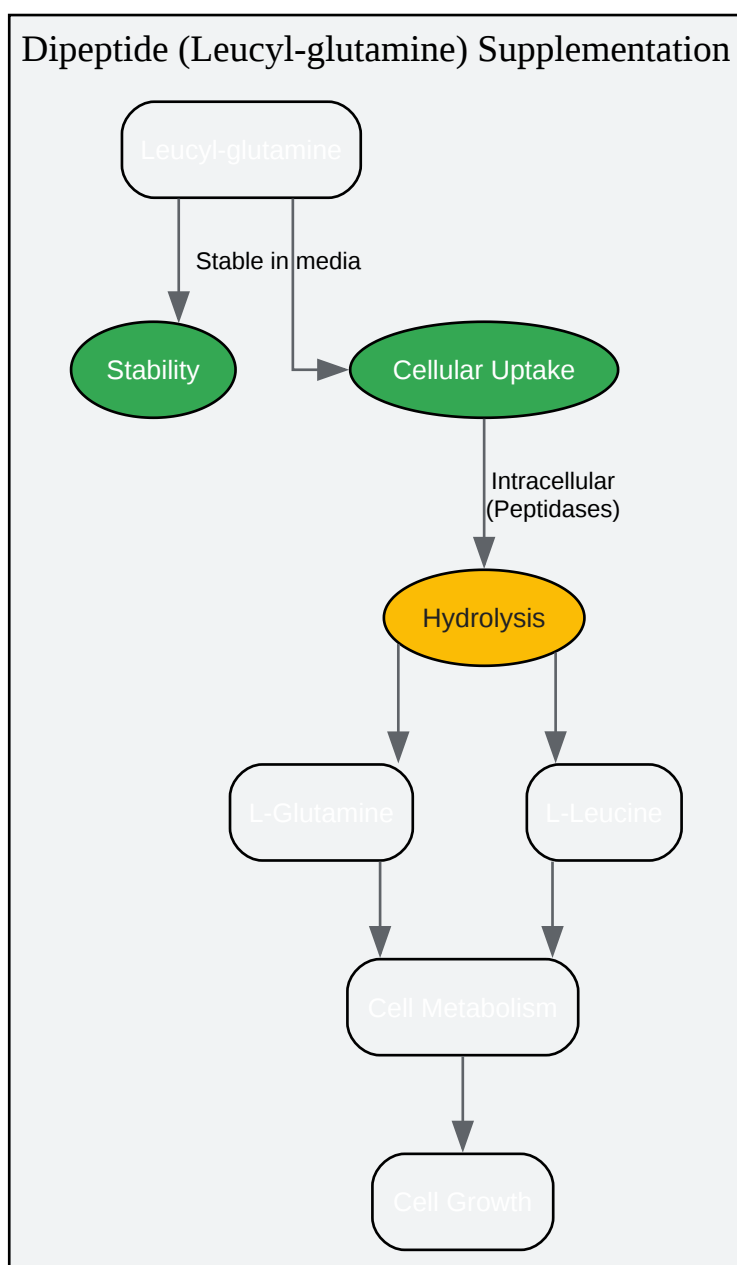 Dipeptide (Leucyl-glutamine) Supplementation
Leucyl-glutamine
Stable in media
Stability
Cellular Uptake
Intracellular
(Peptidases)
Hydrolysis
L-Glutamine
L-Leucine
Cell Metabolism
Cell Growth